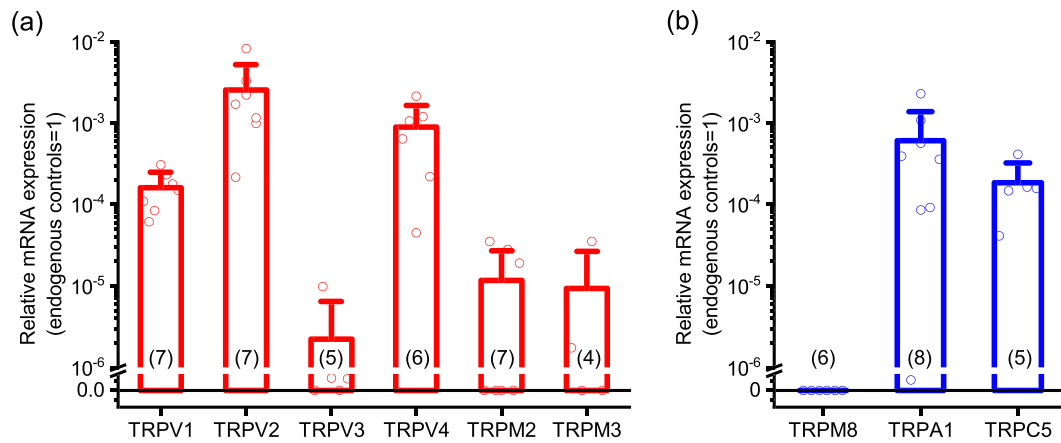 (a)
Relative mRNA expression
(endogenous controls=1)
10⁻²
10⁻³
10⁻⁴
10⁻⁵
10⁻⁶
0.0
(7)
(7)
(5)
(6)
(7)
(4)
TRPV1
TRPV2
TRPV3
TRPV4
TRPM2
TRPM3
(b)
Relative mRNA expression
(endogenous controls=1)
10⁻²
10⁻³
10⁻⁴
10⁻⁵
10⁻⁶
0.0
(6)
(8)
(5)
TRPM8
TRPA1
TRPC5